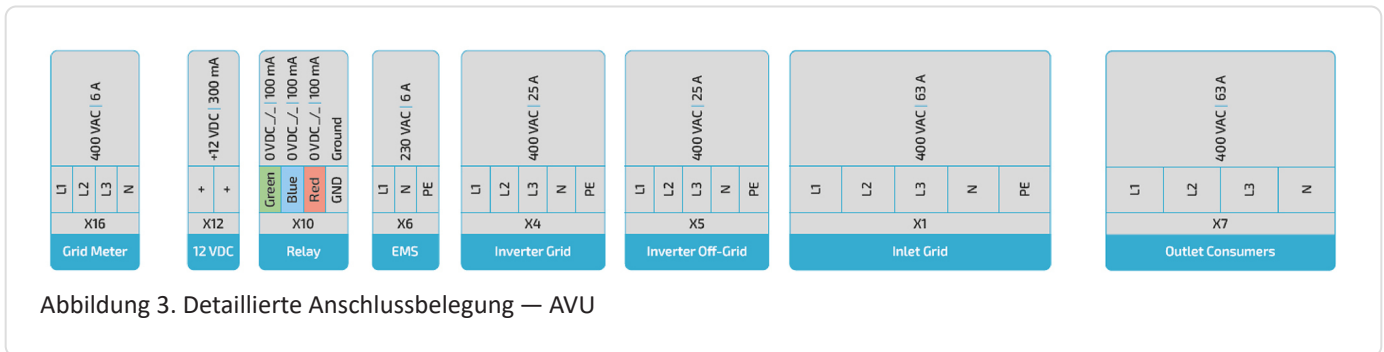 400 VAC | 6 A
L1 L2 L3 N
X16
Grid Meter
+12 VDC | 300 mA
+ +
X12
12 VDC
0 VDC _/_ | 100 mA
0 VDC _/_ | 100 mA
0 VDC _/_ | 100 mA
Ground
Green Blue Red GND
X10
Relay
230 VAC | 6 A
L1 N PE
X6
EMS
400 VAC | 25 A
L1 L2 L3 N PE
X4
Inverter Grid
400 VAC | 25 A
L1 L2 L3 N PE
X5
Inverter Off-Grid
400 VAC | 63 A
L1 L2 L3 N PE
X1
Inlet Grid
400 VAC | 63 A
L1 L2 L3 N
X7
Outlet Consumers
Abbildung 3. Detaillierte Anschlussbelegung — AVU